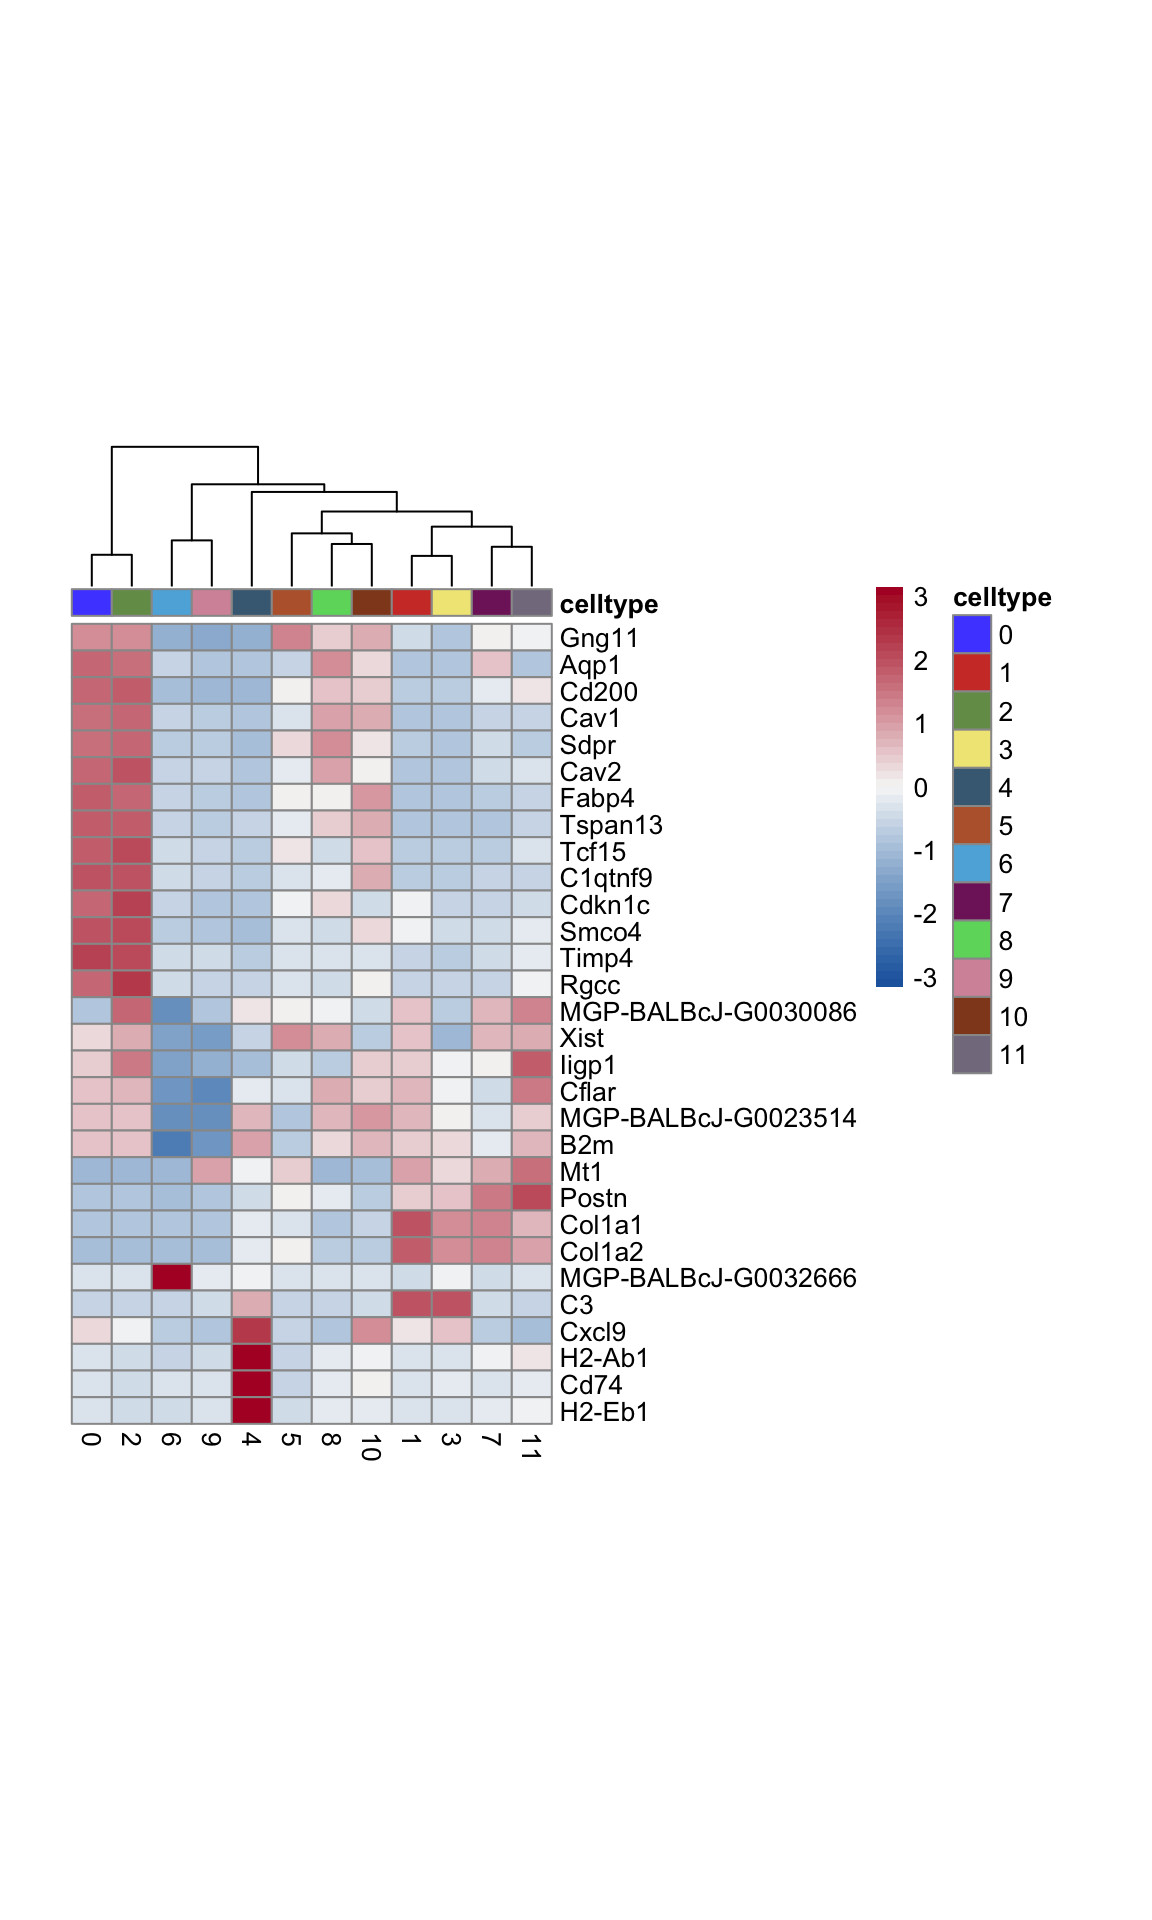 celltype
Gng11
Aqp1
Cd200
Cav1
Sdpr
Cav2
Fabp4
Tspan13
Tcf15
C1qtnf9
Cdkn1c
Smco4
Timp4
Rgcc
MGP-BALBcJ-G0030086
Xist
Iigp1
Cflar
MGP-BALBcJ-G0023514
B2m
Mt1
Postn
Col1a1
Col1a2
MGP-BALBcJ-G0032666
C3
Cxcl9
H2-Ab1
Cd74
H2-Eb1
0 2 6 9 4 5 8 10 1 3 7 11
3
2
1
0
-1
-2
-3
celltype
0
1
2
3
4
5
6
7
8
9
10
11